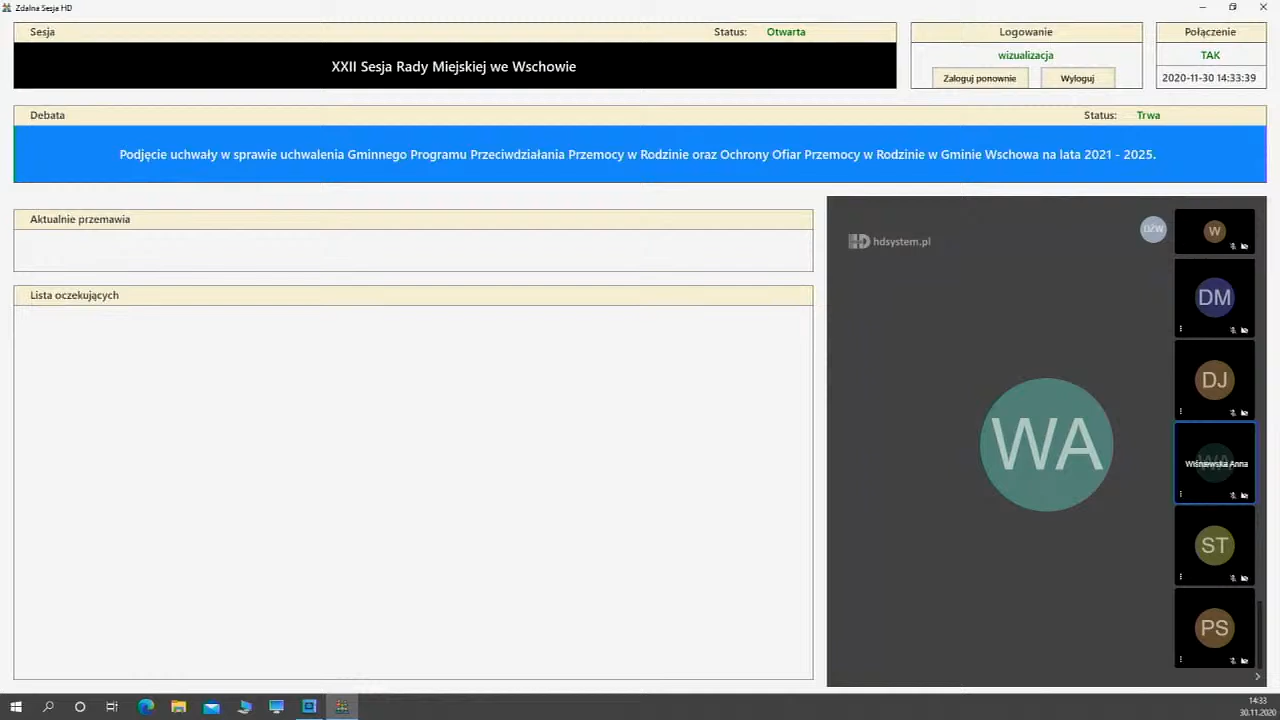 Zdalna Sesja HD
Sesja
Status: Otwarta
XXII Sesja Rady Miejskiej we Wschowie
Logowanie
wizualizacja
Zaloguj ponownie
Wyloguj
Połączenie
TAK
2020-11-30 14:33:39
Debata
Status: Trwa
Podjęcie uchwały w sprawie uchwalenia Gminnego Programu Przeciwdziałania Przemocy w Rodzinie oraz Ochrony Ofiar Przemocy w Rodzinie w Gminie Wschowa na lata 2021 - 2025.
Aktualnie przemawia
Lista oczekujących
HD hdsystem.pl
DŻW
W
DM
DJ
WA
Wiśniewska Anna
ST
PS
14:33
30.11.2020